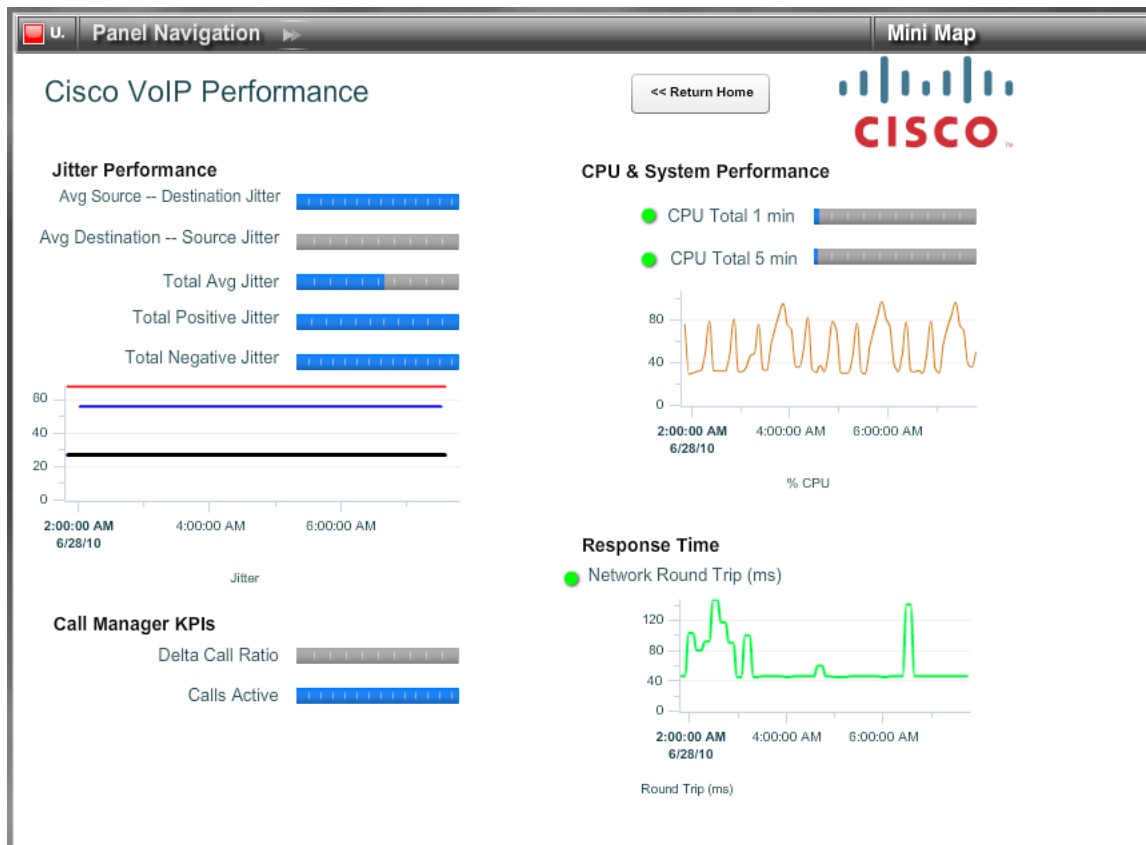 U.
Panel Navigation
Mini Map
Cisco VoIP Performance
<< Return Home
CISCO
TM
Jitter Performance
Avg Source -- Destination Jitter
Avg Destination -- Source Jitter
Total Avg Jitter
Total Positive Jitter
Total Negative Jitter
60
40
20
0
2:00:00 AM
6/28/10
4:00:00 AM
6:00:00 AM
Jitter
Call Manager KPIs
Delta Call Ratio
Calls Active
CPU & System Performance
CPU Total 1 min
CPU Total 5 min
80
40
0
2:00:00 AM
6/28/10
4:00:00 AM
6:00:00 AM
% CPU
Response Time
Network Round Trip (ms)
120
80
40
0
2:00:00 AM
6/28/10
4:00:00 AM
6:00:00 AM
Round Trip (ms)